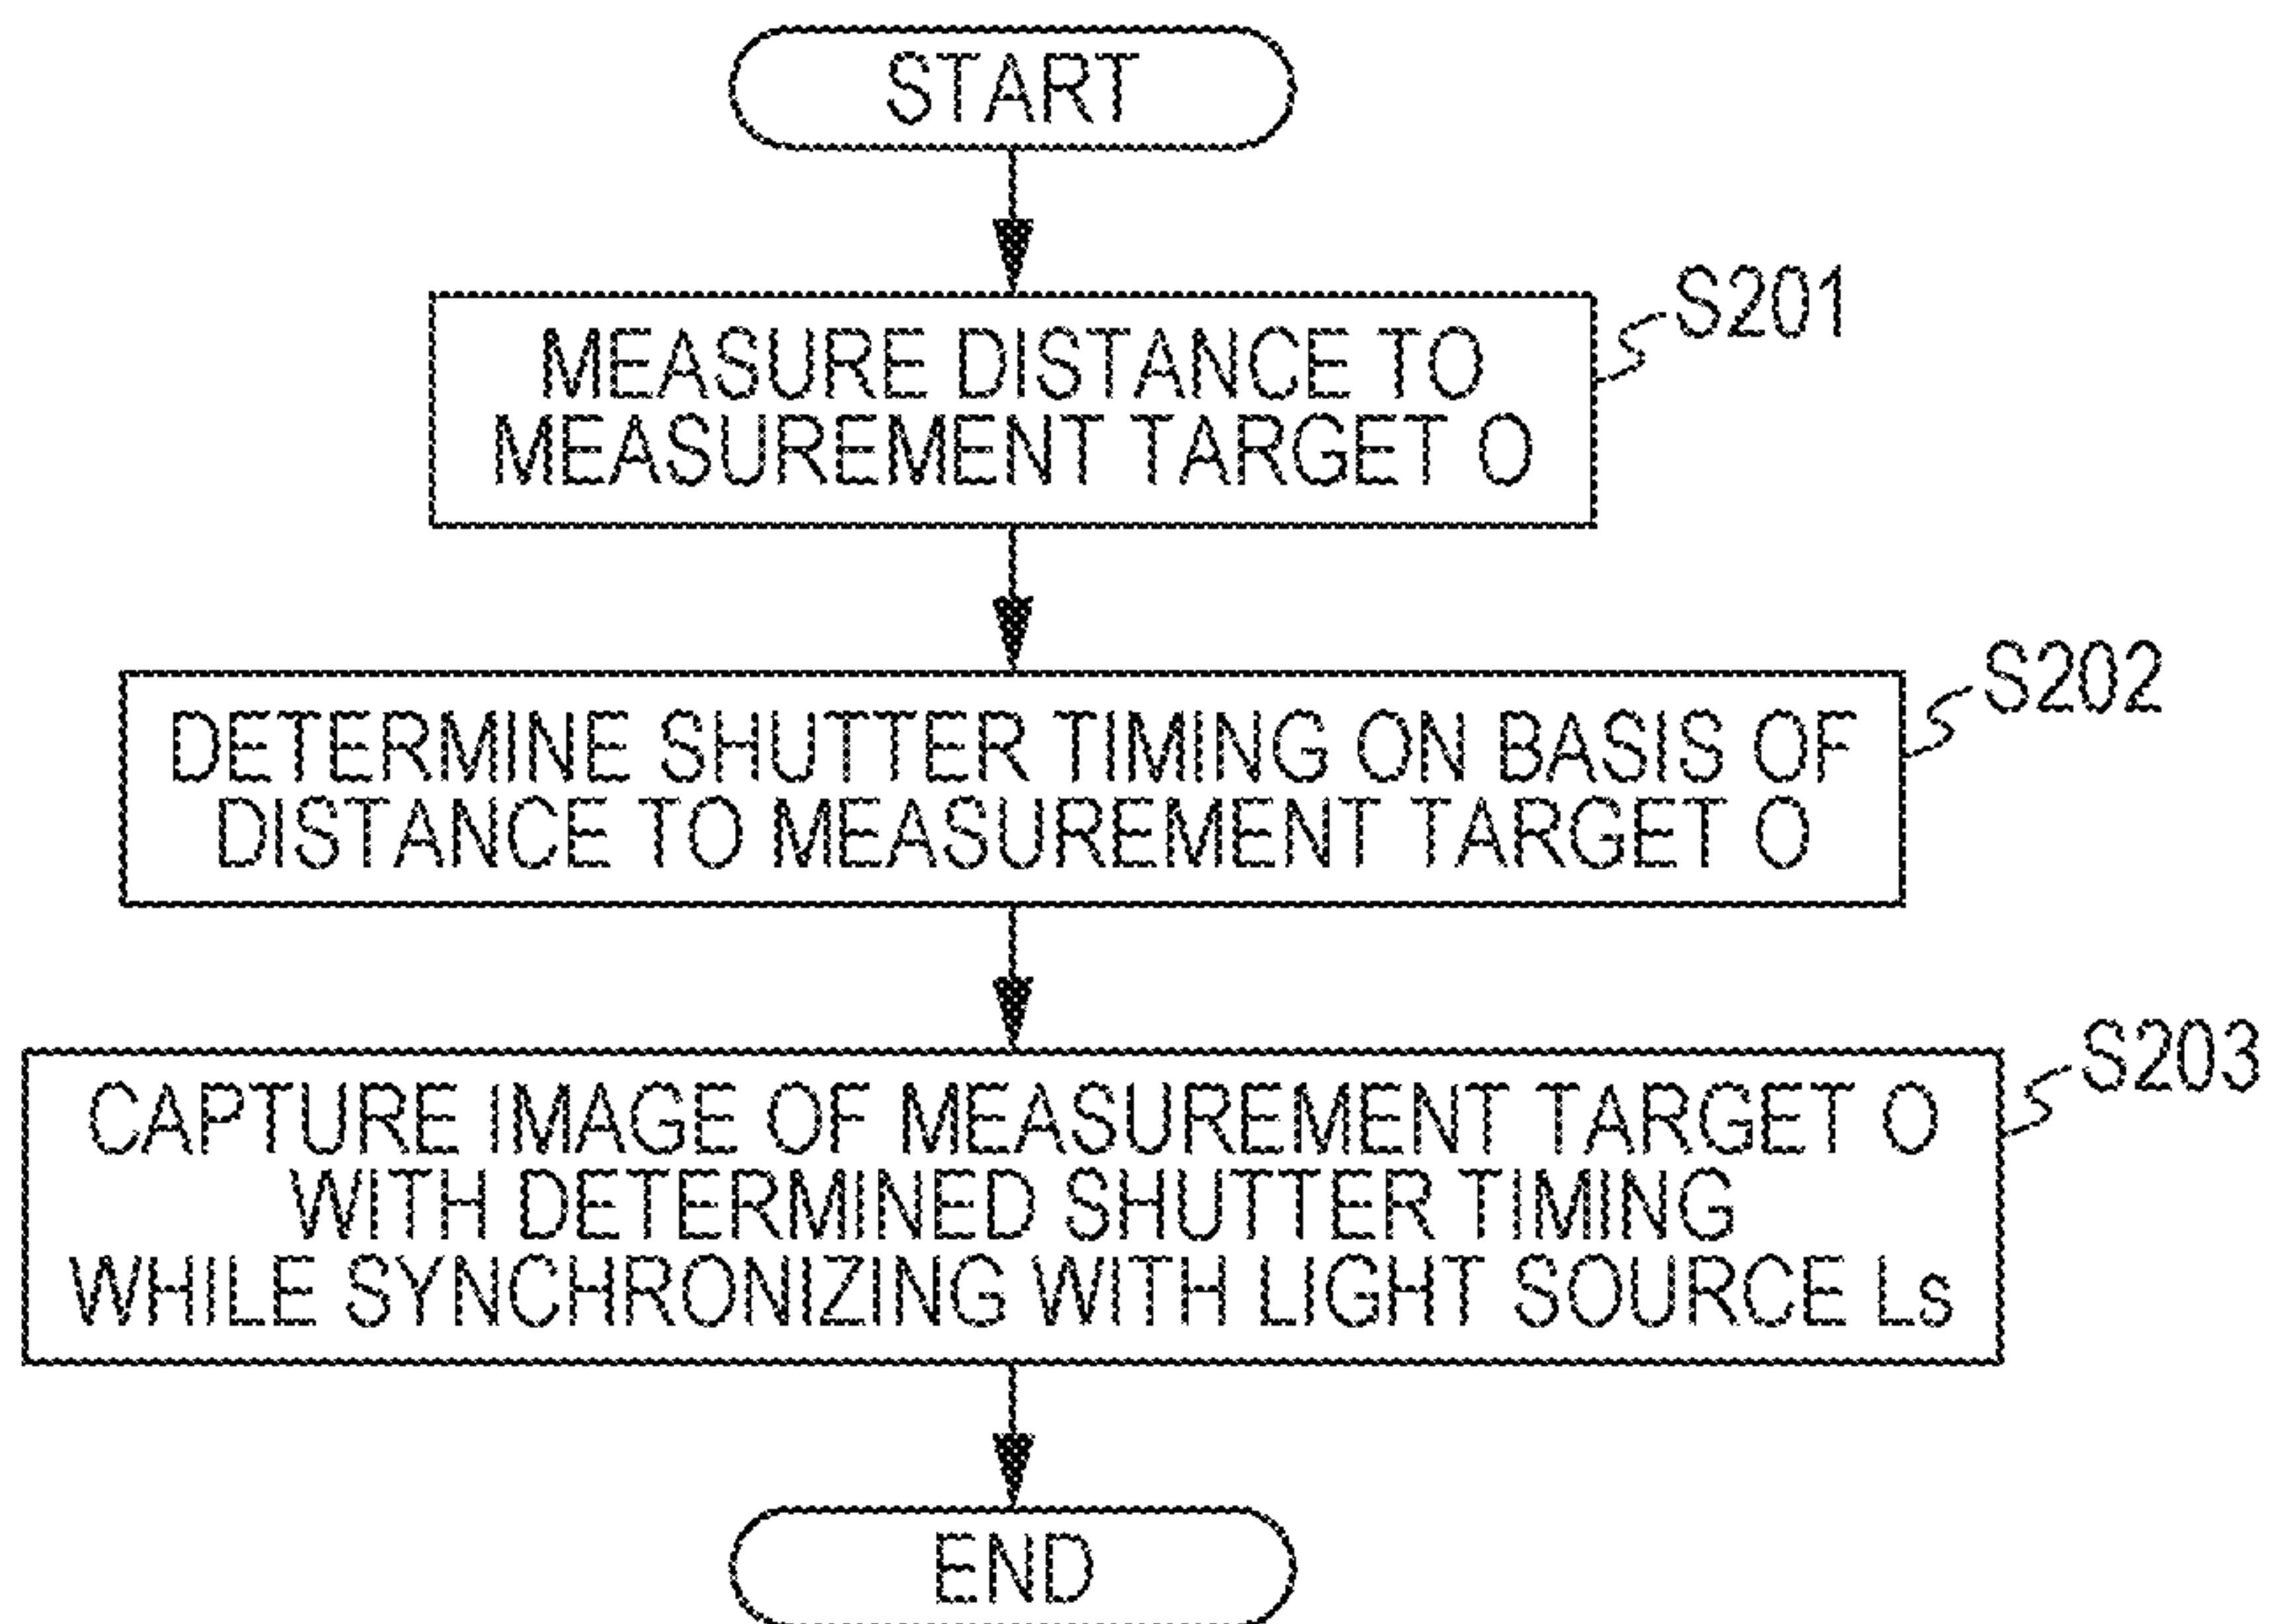 START
S201
MEASURE DISTANCE TO
MEASUREMENT TARGET O
S202
DETERMINE SHUTTER TIMING ON BASIS OF
DISTANCE TO MEASUREMENT TARGET O
S203
CAPTURE IMAGE OF MEASUREMENT TARGET O
WITH DETERMINED SHUTTER TIMING
WHILE SYNCHRONIZING WITH LIGHT SOURCE Ls
END